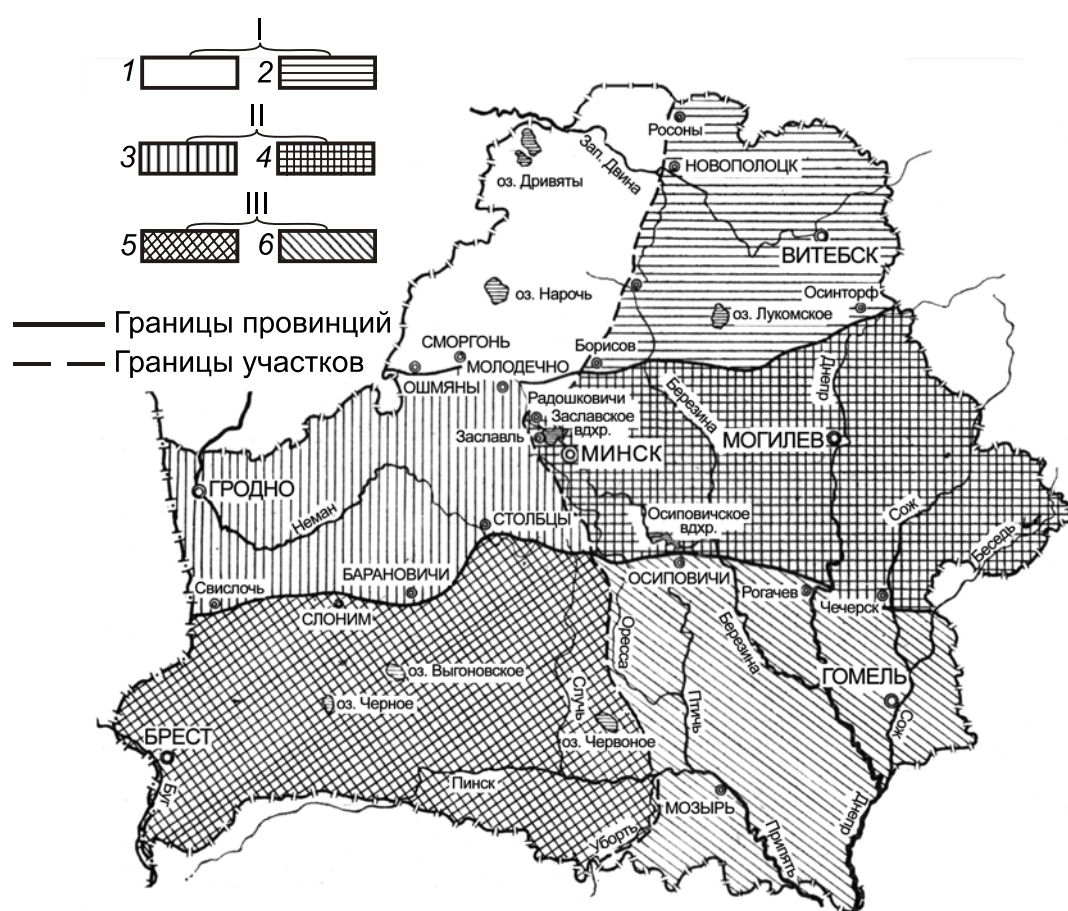 I
1 2
II
3 4
III
5 6
Границы провинций
Границы участков
Росоны
Зап. Двина
НОВОПОЛОЦК
оз. Дривяты
ВИТЕБСК
оз. Нарочь
Осинторф
оз. Лукомское
СМОРГОНЬ
Борисов
МОЛОДЕЧНО
ОШМЯНЫ
Днепр
Радошковичи
Березина
Заславское
вдхр.
Заславль
МИНСК
МОГИЛЕВ
ГРОДНО
Неман
СТОЛБЦЫ
Осиповичское
вдхр.
Сож
Беседь
БАРАНОВИЧИ
Свислочь
ОСИПОВИЧИ
Рогачев
Чечерск
СЛОНИМ
Оресса
Березина
оз. Выгоновское
ГОМЕЛЬ
оз. Черное
Случь
Птичь
Сож
оз. Червоное
БРЕСТ
Пинск
Буг
МОЗЫРЬ
Днепр
Уборть
Припять